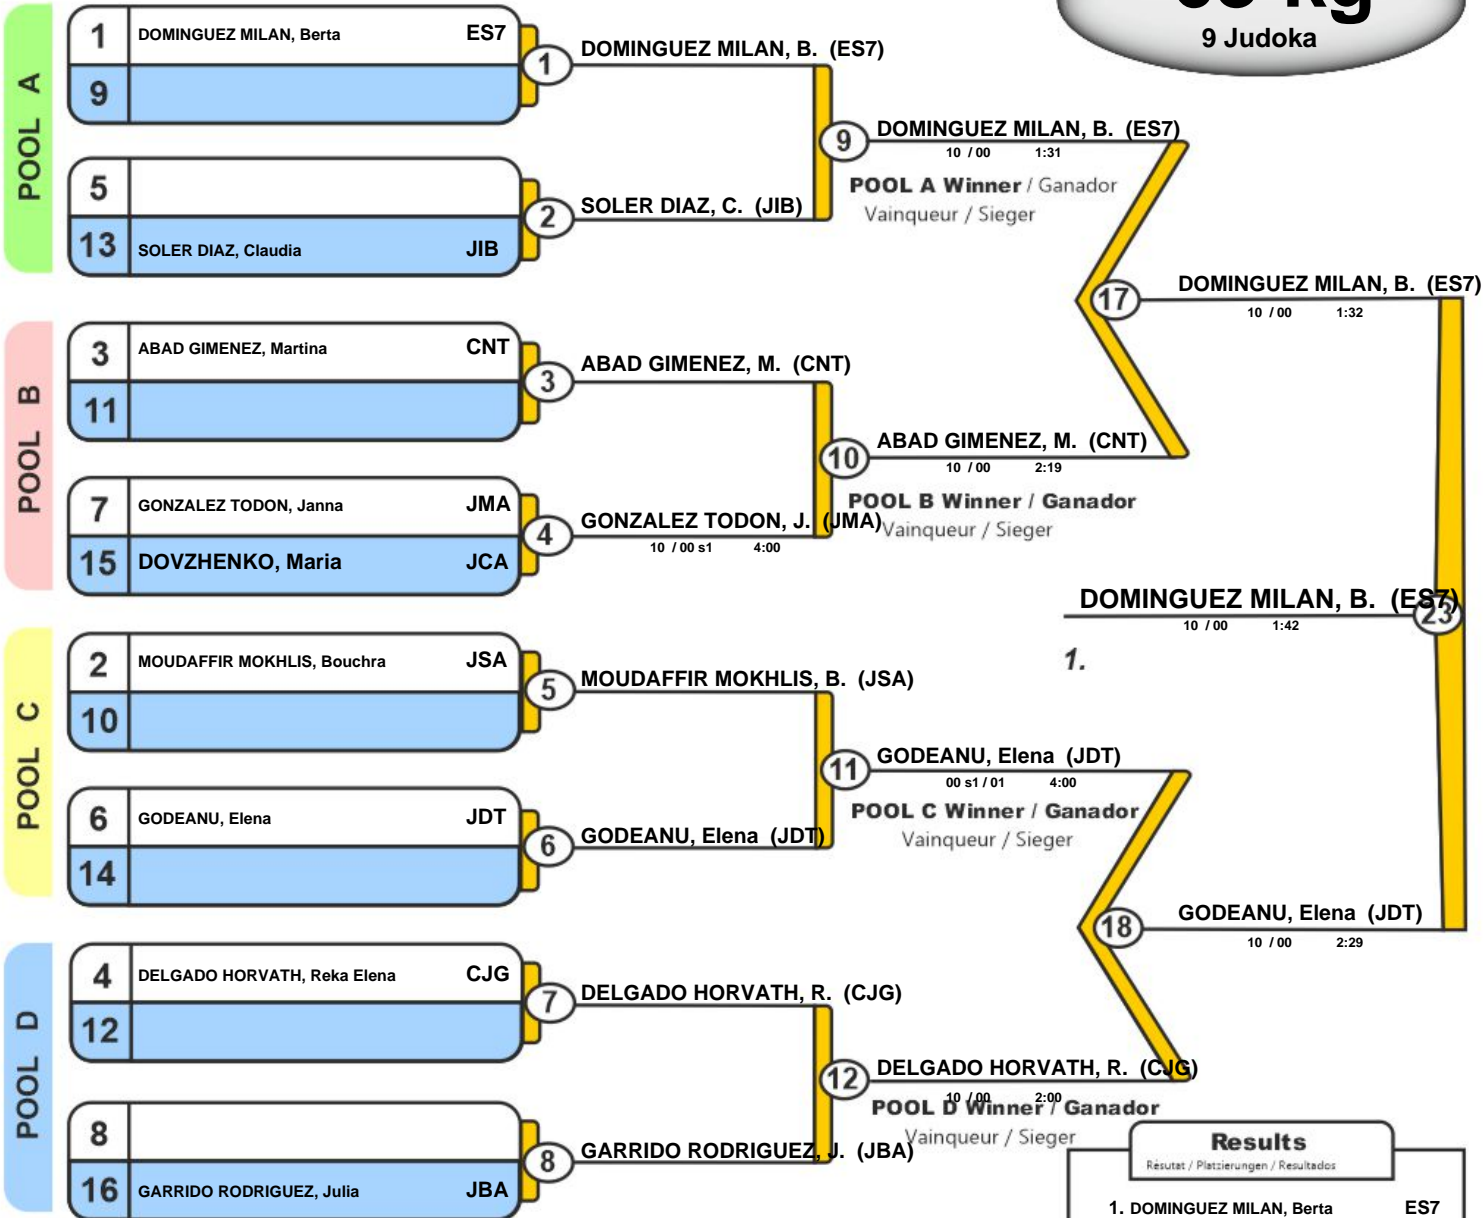 9 Judoka
POOL A
1 DOMINGUEZ MILAN, Berta ES7
9
5
13 SOLER DIAZ, Claudia JIB
1 DOMINGUEZ MILAN, B. (ES7)
2 SOLER DIAZ, C. (JIB)
9 DOMINGUEZ MILAN, B. (ES7)
10 / 00 1:31
POOL A Winner / Ganador
Vainqueur / Sieger
POOL B
3 ABAD GIMENEZ, Martina CNT
11
7 GONZALEZ TODON, Janna JMA
15 DOVZHENKO, Maria JCA
3 ABAD GIMENEZ, M. (CNT)
4 GONZALEZ TODON, J. (JMA)
10 / 00 s1 4:00
10 ABAD GIMENEZ, M. (CNT)
10 / 00 2:19
POOL B Winner / Ganador
Vainqueur / Sieger
17 DOMINGUEZ MILAN, B. (ES7)
10 / 00 1:32
DOMINGUEZ MILAN, B. (ES7)
23
10 / 00 1:42
1.
POOL C
2 MOUDAFFIR MOKHLIS, Bouchra JSA
10
6 GODEANU, Elena JDT
14
5 MOUDAFFIR MOKHLIS, B. (JSA)
6 GODEANU, Elena (JDT)
11 GODEANU, Elena (JDT)
00 s1 / 01 4:00
POOL C Winner / Ganador
Vainqueur / Sieger
18 GODEANU, Elena (JDT)
10 / 00 2:29
POOL D
4 DELGADO HORVATH, Reka Elena CJG
12
8
16 GARRIDO RODRIGUEZ, Julia JBA
7 DELGADO HORVATH, R. (CJG)
8 GARRIDO RODRIGUEZ, J. (JBA)
12 DELGADO HORVATH, R. (CJG)
10 / 00 2:00
POOL D Winner / Ganador
Vainqueur / Sieger
Results
Résutat / Platzierungen / Resultados
1. DOMINGUEZ MILAN, Berta ES7